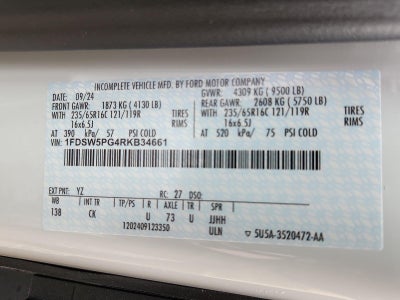 INCOMPLETE VEHICLE MFD. BY FORD MOTOR COMPANY
09/24 GVWR: 4309 KG (9500 LB)
FRONT GAWR: 1873 KG (4130 LB) REAR GAWR: 2608 KG (5750 LB)
WITH 235/65R16C 121/119R TIRES WITH 235/65R16C 121/119R TIRES
16x6.5J RIMS 16x6.5J RIMS
AT 390 kPa/ 57 PSI COLD AT 520 kPa/ 75 PSI COLD
VIN: 1FDSW5PG4RKB34661
EXT PNT: YZ RC: 27 DSO:
WB INT TR TP/PS R AXLE TR SPR
138 CK U 73 U JJHH
1202409123350 ULN 5U5A-3520472-AA